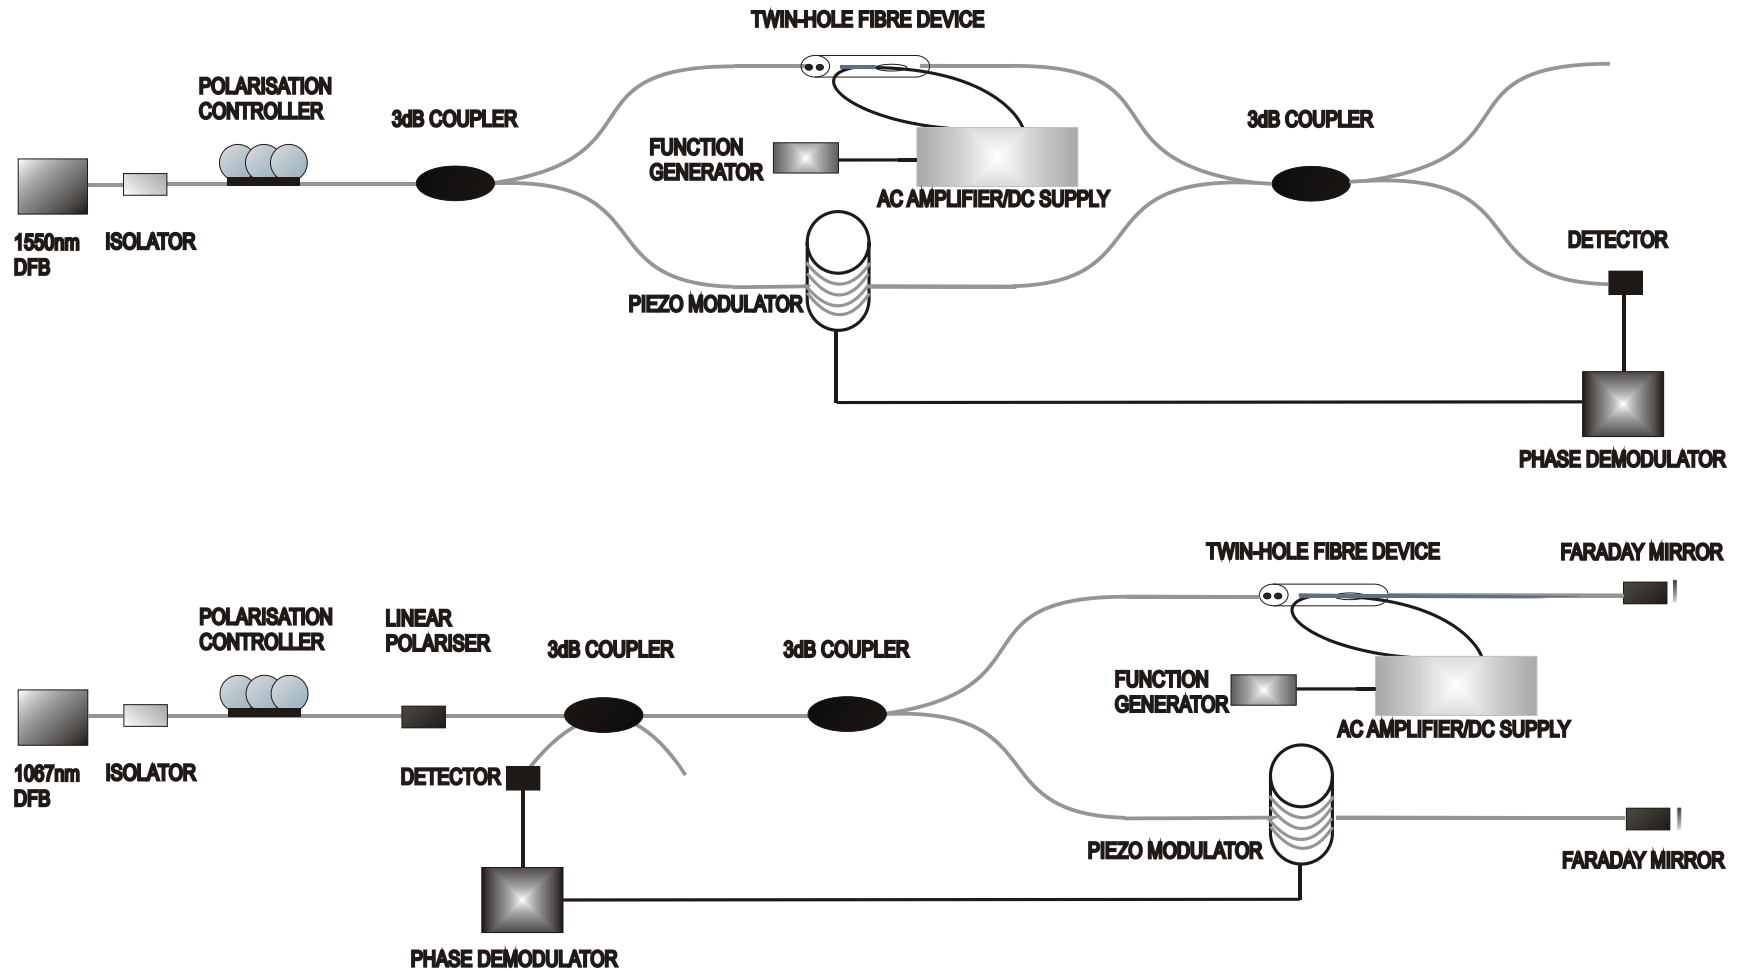 TWIN-HOLE FIBRE DEVICE
POLARISATION
CONTROLLER
3dB COUPLER
3dB COUPLER
FUNCTION
GENERATOR
AC AMPLIFIER/DC SUPPLY
1550nm
DFB
ISOLATOR
DETECTOR
PIEZO MODULATOR
PHASE DEMODULATOR
TWIN-HOLE FIBRE DEVICE
FARADAY MIRROR
POLARISATION
CONTROLLER
LINEAR
POLARISER
3dB COUPLER
3dB COUPLER
FUNCTION
GENERATOR
AC AMPLIFIER/DC SUPPLY
1067nm
DFB
ISOLATOR
DETECTOR
PIEZO MODULATOR
FARADAY MIRROR
PHASE DEMODULATOR